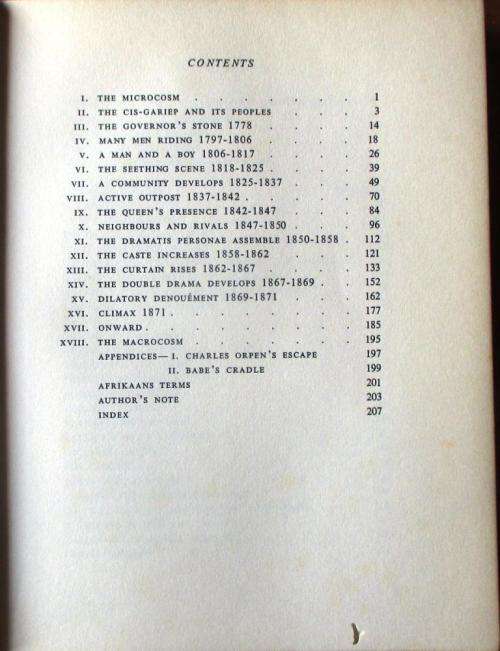 CONTENTS
I. THE MICROCOSM . . . . . . 1
II. THE CIS-GARIEP AND ITS PEOPLES . . . . 3
III. THE GOVERNOR'S STONE 1778 . . . . 14
IV. MANY MEN RIDING 1797-1806 . . . . 18
V. A MAN AND A BOY 1806-1817 . . . . 26
VI. THE SEETHING SCENE 1818-1825 . . . . 39
VII. A COMMUNITY DEVELOPS 1825-1837 . . . 49
VIII. ACTIVE OUTPOST 1837-1842 . . . . . 70
IX. THE QUEEN'S PRESENCE 1842-1847 . . . 84
X. NEIGHBOURS AND RIVALS 1847-1850 . . . 96
XI. THE DRAMATIS PERSONAE ASSEMBLE 1850-1858 . 112
XII. THE CASTE INCREASES 1858-1862 . . . 121
XIII. THE CURTAIN RISES 1862-1867 . . . . 133
XIV. THE DOUBLE DRAMA DEVELOPS 1867-1869 . . 152
XV. DILATORY DENOUÉMENT 1869-1871 . . . 162
XVI. CLIMAX 1871 . . . . . . . 177
XVII. ONWARD . . . . . . . . 185
XVIII. THE MACROCOSM . . . . . . 195
APPENDICES— I. CHARLES ORPEN'S ESCAPE 197
II. BABE'S CRADLE 199
AFRIKAANS TERMS 201
AUTHOR'S NOTE 203
INDEX 207